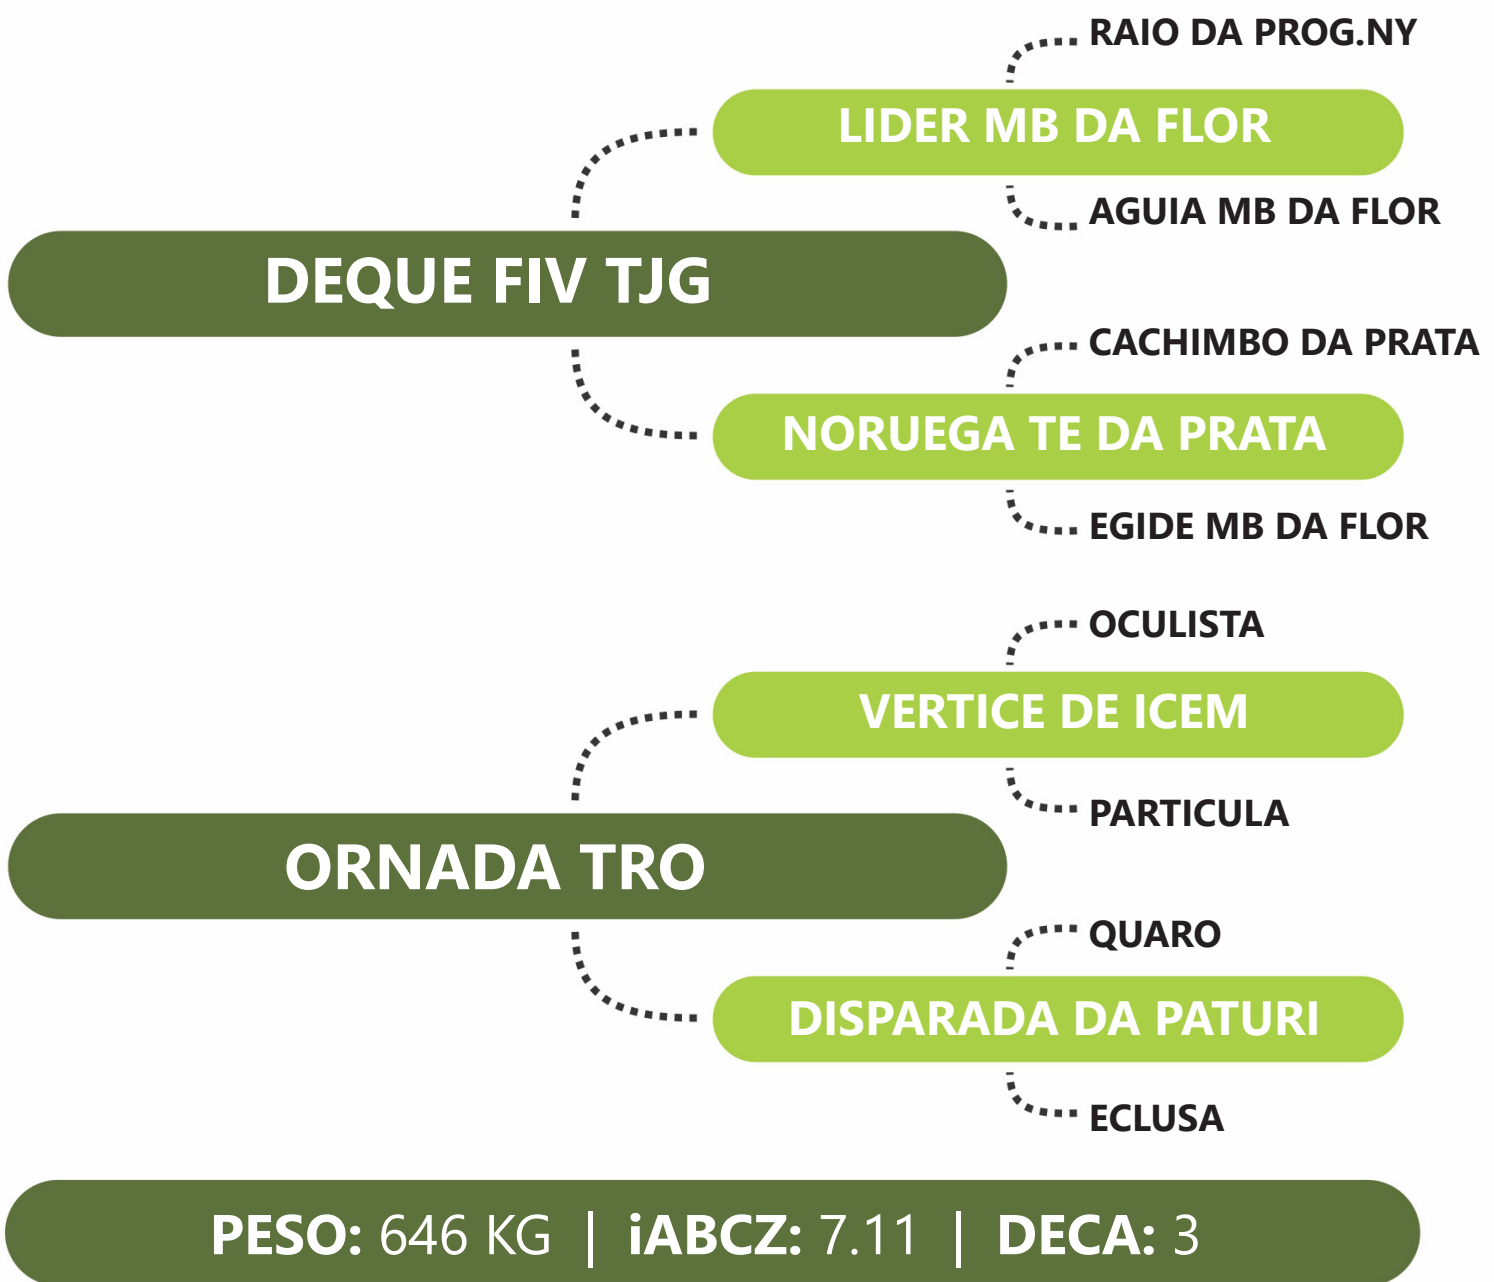 RAIO DA PROG.NY
LIDER MB DA FLOR
AGUIA MB DA FLOR
DEQUE FIV TJG
CACHIMBO DA PRATA
NORUEGA TE DA PRATA
EGIDE MB DA FLOR
OCULISTA
VERTICE DE ICEM
PARTICULA
ORNADA TRO
QUARO
DISPARADA DA PATURI
ECLUSA
PESO: 646 KG | iABCZ: 7.11 | DECA: 3